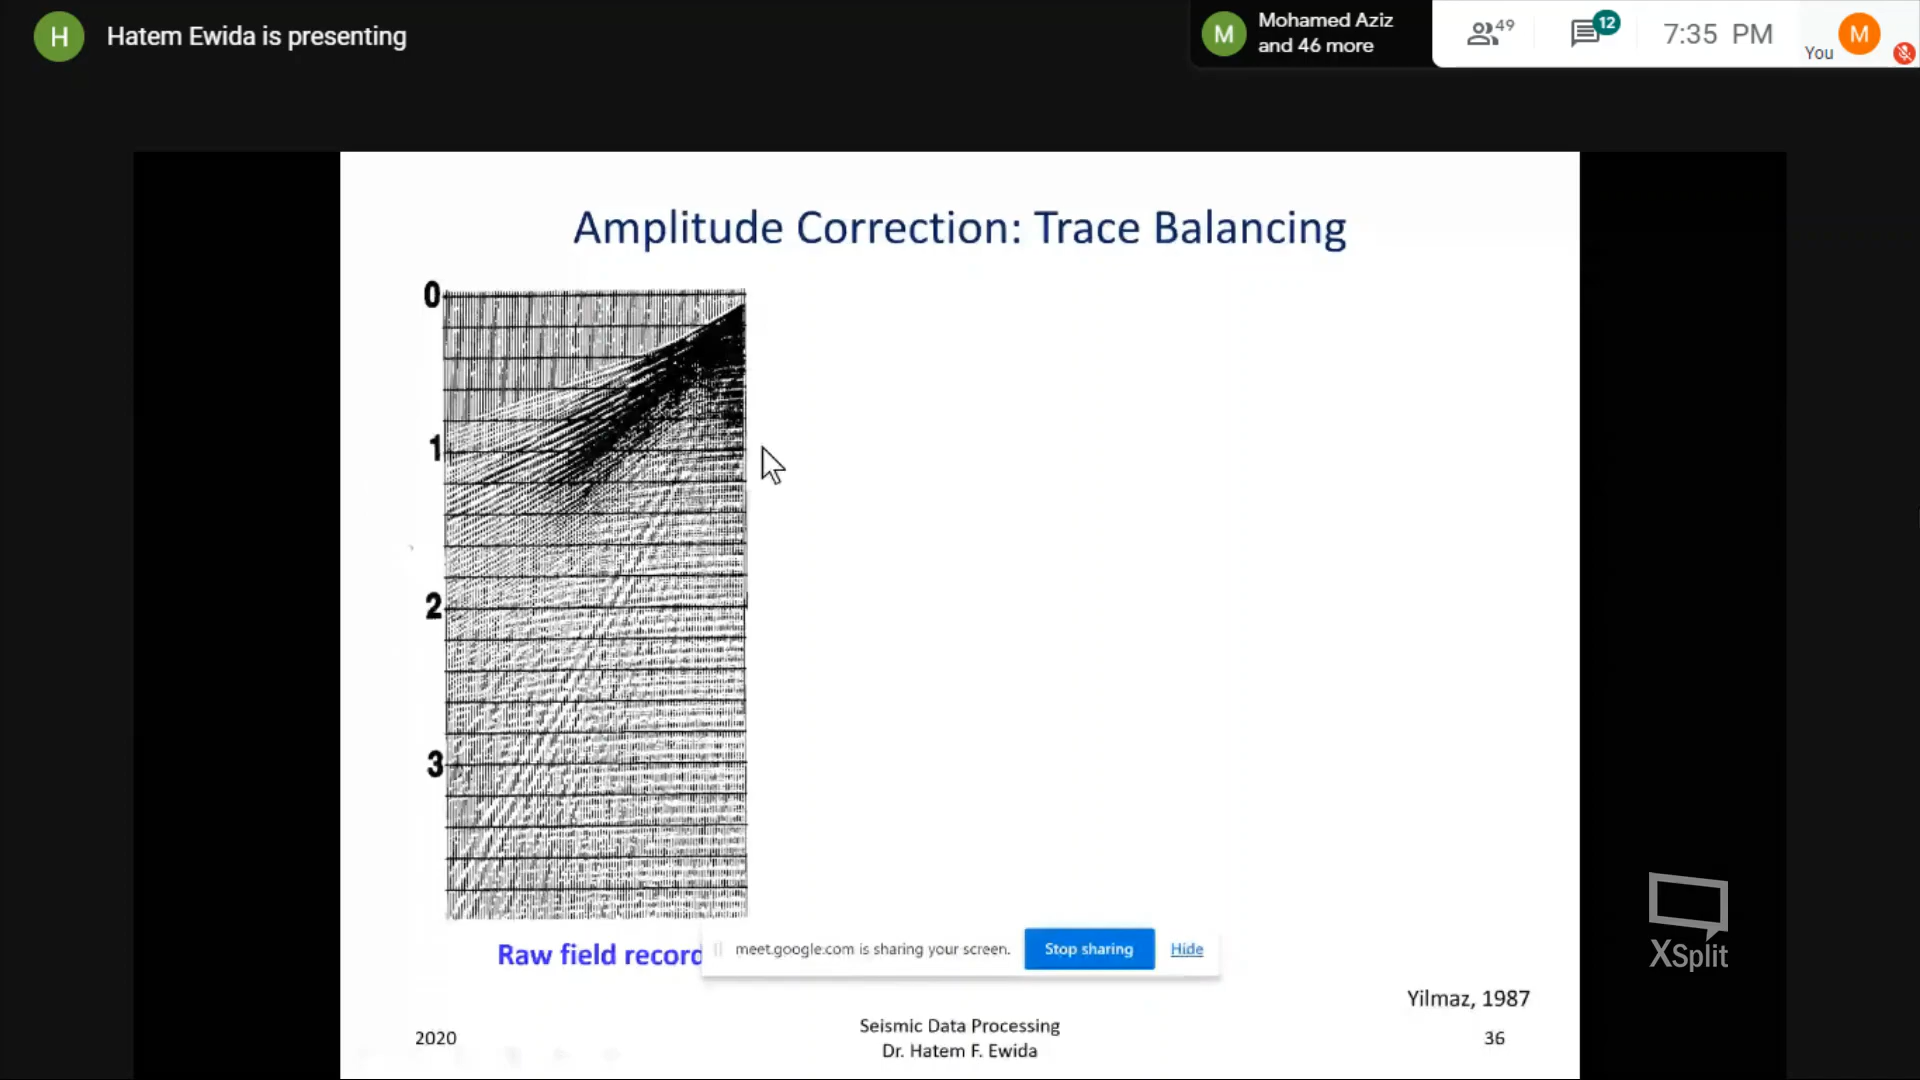 H
Hatem Ewida is presenting
M
Mohamed Aziz
and 46 more
49
12
7:35 PM
You
M
Amplitude Correction: Trace Balancing
0
1
2
3
Raw field record
meet.google.com is sharing your screen.
Stop sharing
Hide
XSplit
Yilmaz, 1987
2020
Seismic Data Processing
Dr. Hatem F. Ewida
36